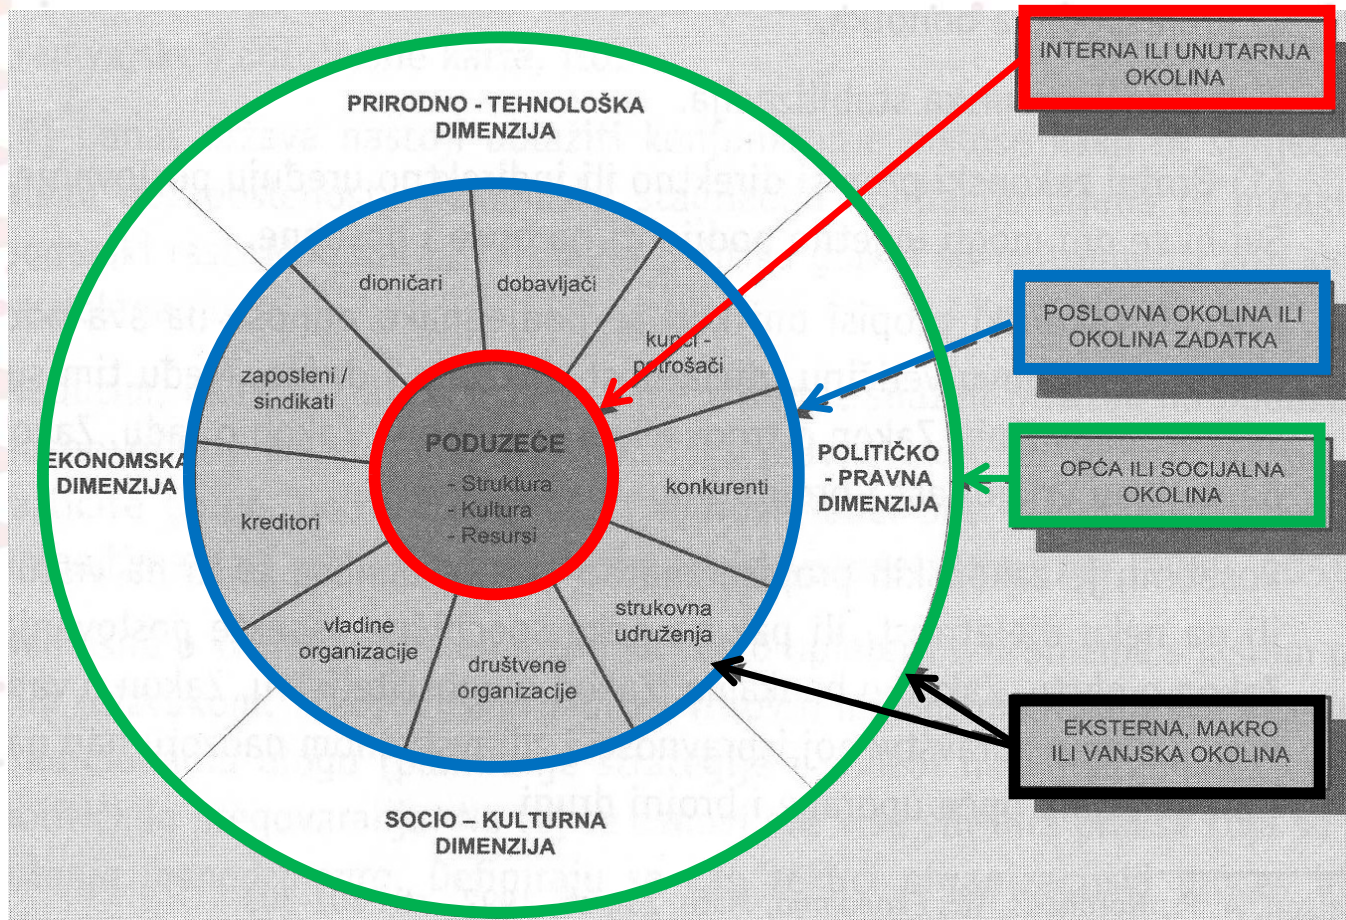 INTERNA ILI UNUTARNJA
OKOLINA
PRIRODNO - TEHNOLOŠKA
DIMENZIJA
dioničari
dobavljači
kupci -
potrošači
POSLOVNA OKOLINA ILI
OKOLINA ZADATKA
zaposleni /
sindikati
PODUZEĆE
- Struktura
- Kultura
- Resursi
EKONOMSKA
DIMENZIJA
kreditori
konkurenti
POLITIČKO
- PRAVNA
DIMENZIJA
OPĆA ILI SOCIJALNA
OKOLINA
vladine
organizacije
društvene
organizacije
strukovna
udruženja
EKSTERNA, MAKRO
ILI VANJSKA OKOLINA
SOCIO – KULTURNA
DIMENZIJA